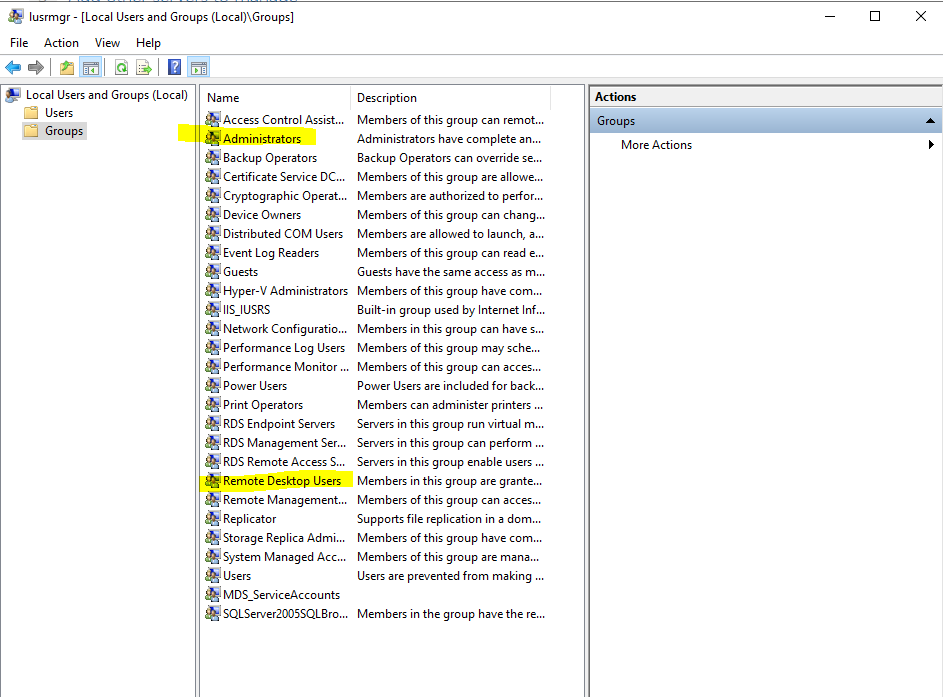 lusrmgr - [Local Users and Groups (Local)\Groups]
File Action View Help
Local Users and Groups (Local)
Users
Groups
Name Description
Access Control Assist... Members of this group can remot...
Administrators Administrators have complete an...
Backup Operators Backup Operators can override se...
Certificate Service DC... Members of this group are allowe...
Cryptographic Operat... Members are authorized to perfor...
Device Owners Members of this group can chang...
Distributed COM Users Members are allowed to launch, a...
Event Log Readers Members of this group can read e...
Guests Guests have the same access as m...
Hyper-V Administrators Members of this group have com...
IIS_IUSRS Built-in group used by Internet Inf...
Network Configuratio... Members in this group can have s...
Performance Log Users Members of this group may sche...
Performance Monitor ... Members of this group can acces...
Power Users Power Users are included for back...
Print Operators Members can administer printers ...
RDS Endpoint Servers Servers in this group run virtual m...
RDS Management Ser... Servers in this group can perform ...
RDS Remote Access S... Servers in this group enable users ...
Remote Desktop Users Members in this group are grante...
Remote Management... Members of this group can acces...
Replicator Supports file replication in a dom...
Storage Replica Admi... Members of this group have com...
System Managed Acc... Members of this group are mana...
Users Users are prevented from making ...
MDS_ServiceAccounts
SQLServer2005SQLBro... Members in the group have the re...
Actions
Groups
More Actions